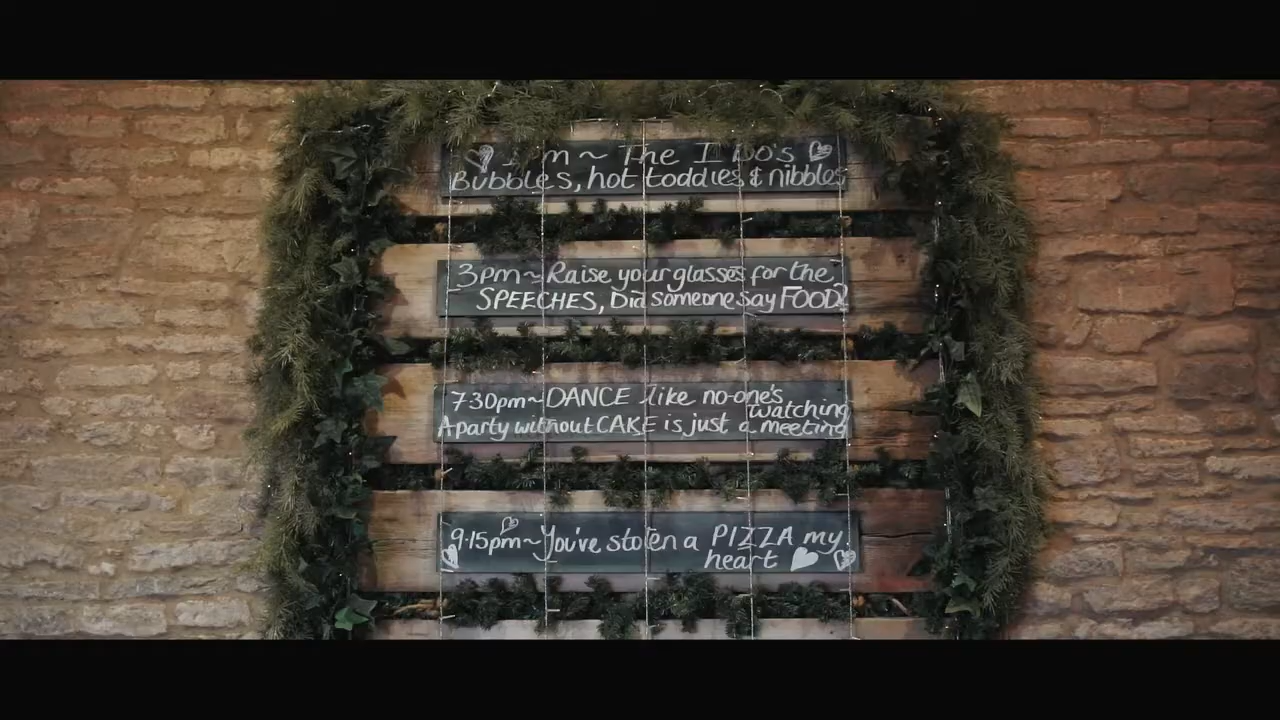 ~ The I Do's
Bubbles, hot toddies & nibbles
3pm~Raise your glasses for the
SPEECHES, Did someone say FOOD?
7·30pm~DANCE like no-one's
watching
A party without CAKE is just a meeting
9·15pm~You've stolen a PIZZA my
heart